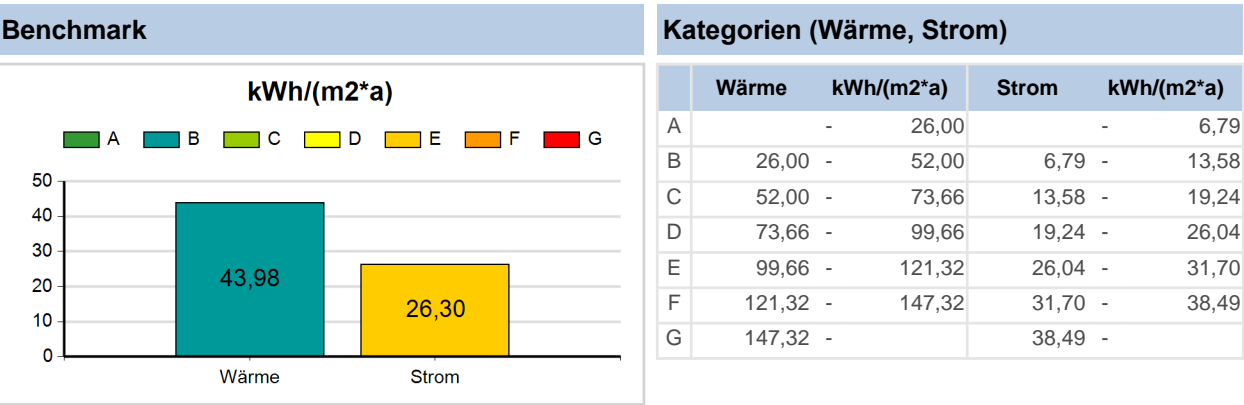 Benchmark
kWh/(m2*a)
A B C D E F G
50
40
30
20
10
0
43,98
26,30
Wärme Strom
Kategorien (Wärme, Strom)
Wärme kWh/(m2*a) Strom kWh/(m2*a)
A - 26,00 - 6,79
B 26,00 - 52,00 6,79 - 13,58
C 52,00 - 73,66 13,58 - 19,24
D 73,66 - 99,66 19,24 - 26,04
E 99,66 - 121,32 26,04 - 31,70
F 121,32 - 147,32 31,70 - 38,49
G 147,32 - 38,49 -